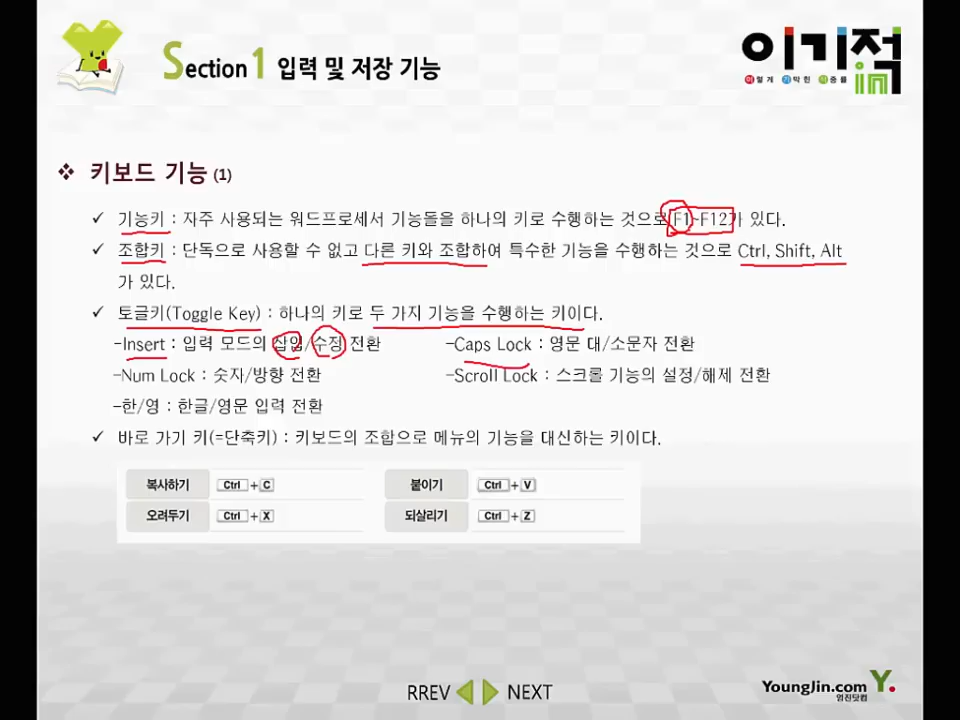 Section 1 입력 및 저장 기능
이기적in
이렇게 기막힌 적중률
❖ 키보드 기능 (1)
✓ 기능키 : 자주 사용되는 워드프로세서 기능들을 하나의 키로 수행하는 것으로 F1~F12가 있다.
✓ 조합키 : 단독으로 사용할 수 없고 다른 키와 조합하여 특수한 기능을 수행하는 것으로 Ctrl, Shift, Alt
가 있다.
✓ 토글키(Toggle Key) : 하나의 키로 두 가지 기능을 수행하는 키이다.
-Insert : 입력 모드의 삽입/수정 전환 -Caps Lock : 영문 대/소문자 전환
-Num Lock : 숫자/방향 전환 -Scroll Lock : 스크롤 기능의 설정/해제 전환
-한/영 : 한글/영문 입력 전환
✓ 바로 가기 키(=단축키) : 키보드의 조합으로 메뉴의 기능을 대신하는 키이다.
복사하기 Ctrl+C 붙이기 Ctrl+V
오려두기 Ctrl+X 되살리기 Ctrl+Z
RREV NEXT
YoungJin.com Y.
영진닷컴